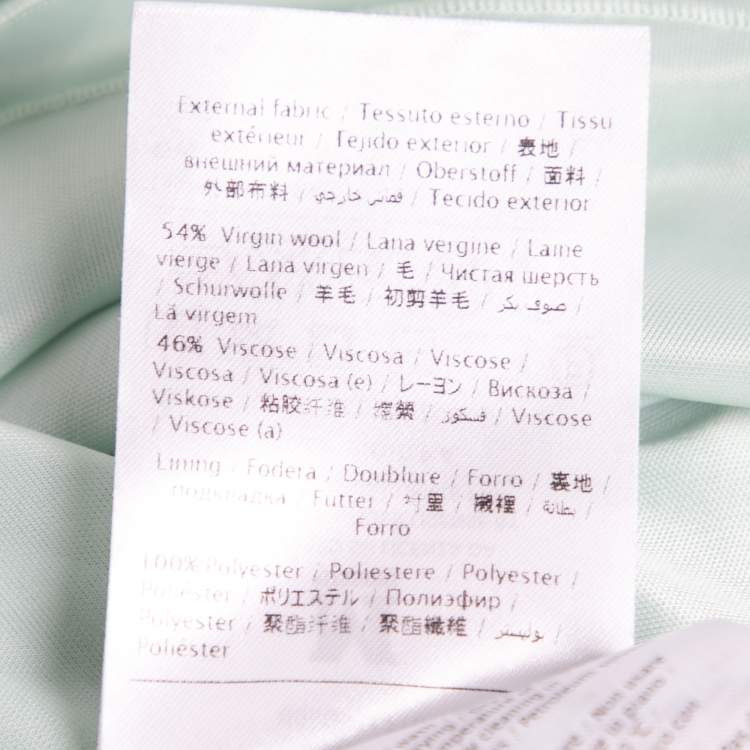 External fabric / Tessuto esterno / Tissu
extérieur / Tejido exterior / 表地 /
внешний материал / Oberstoff / 面料 /
外部布料 / قماش خارجي / Tecido exterior
54% Virgin wool / Lana vergine / Laine
vierge / Lana virgen / 毛 / Чистая шерсть
/ Schurwolle / 羊毛 / 初剪羊毛 / صوف بكر /
Lã virgem
46% Viscose / Viscosa / Viscose /
Viscosa / Viscosa (e) / レーヨン / Вискоза /
Viskose / 粘胶纤维 / 嫘縈 / فسكوز / Viscose
/ Viscose (a)
Lining / Fodera / Doublure / Forro / 裏地 /
подкладка / Futter / 衬里 / 襯裡 / بطانة /
Forro
100% Polyester / Poliestere / Polyester /
Poliéster / ポリエステル / Полиэфир /
Polyester / 聚酯纤维 / 聚酯纖維 / بوليستر /
Poliéster